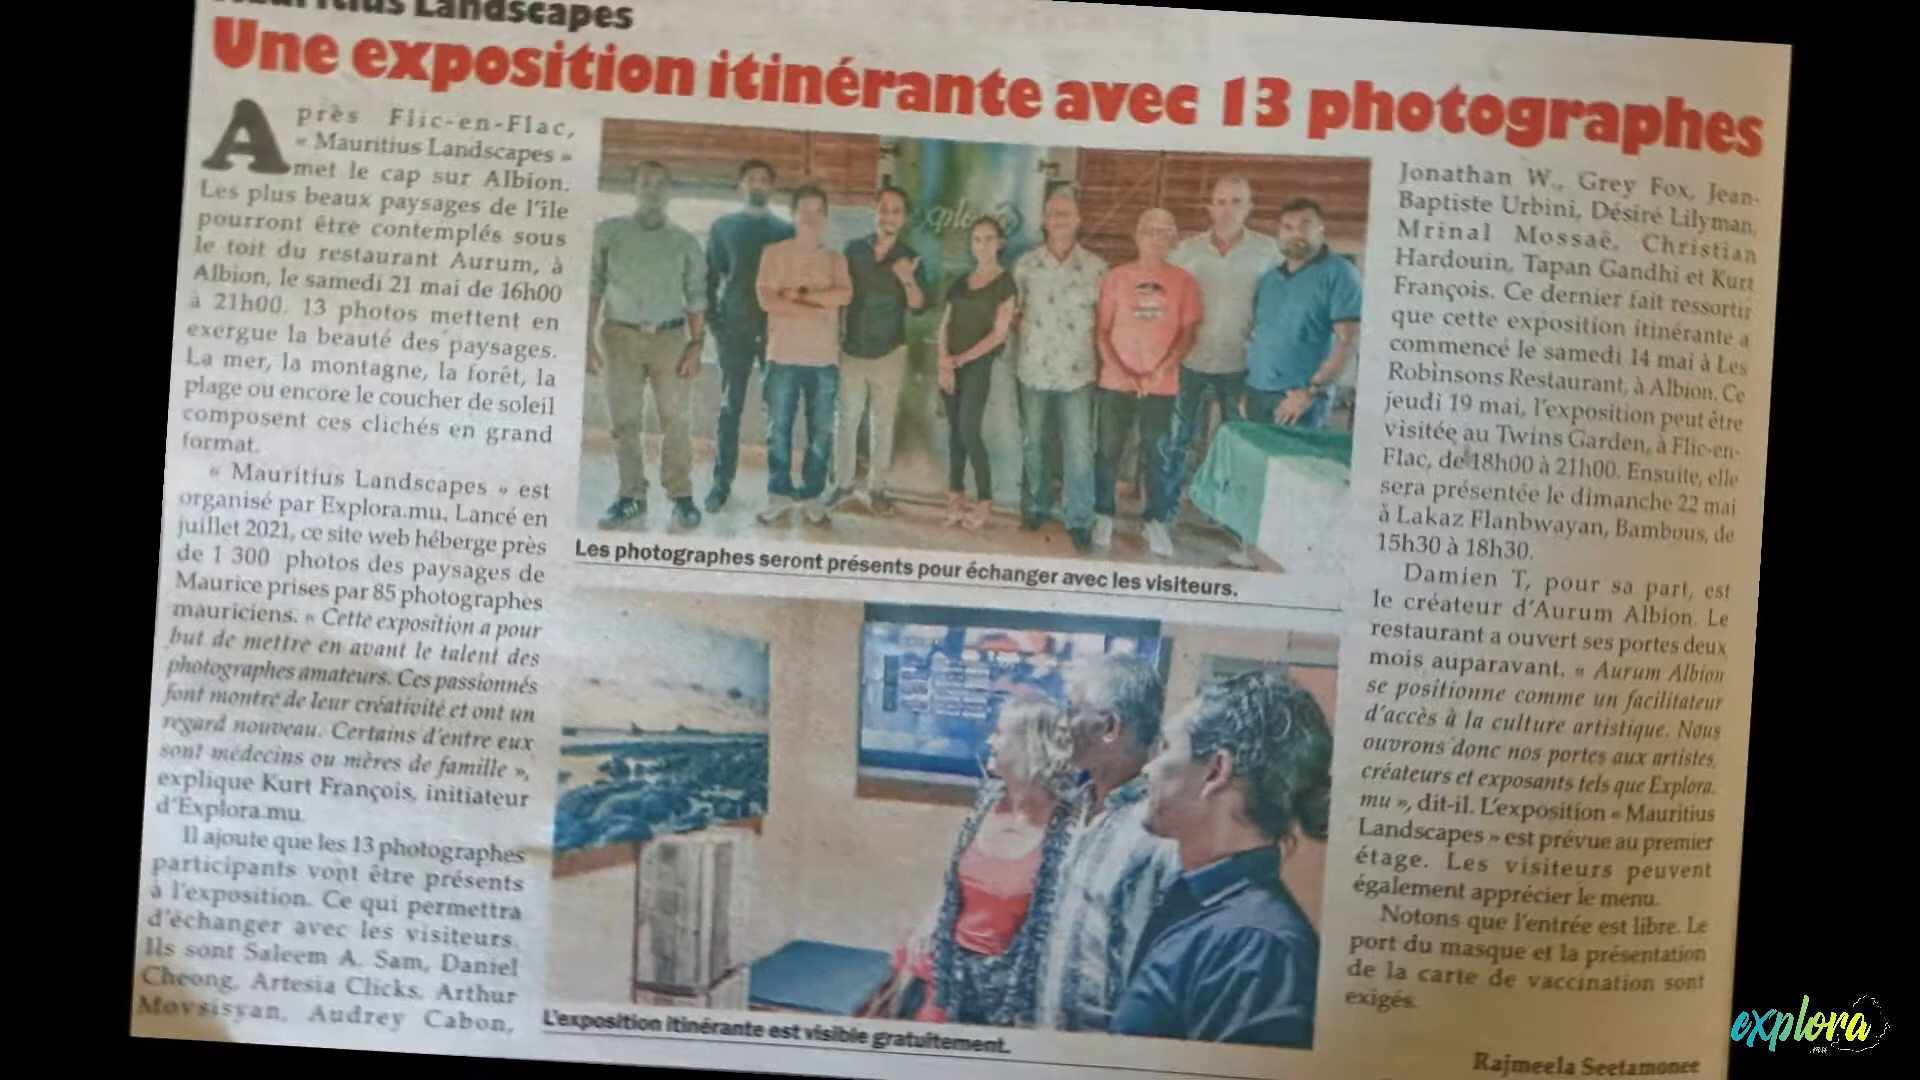 Mauritius Landscapes
Une exposition itinérante avec 13 photographes
Après Flic-en-Flac,
« Mauritius Landscapes »
met le cap sur Albion.
Les plus beaux paysages de l'île
pourront être contemplés sous
le toit du restaurant Aurum, à
Albion, le samedi 21 mai de 16h00
à 21h00. 13 photos mettent en
exergue la beauté des paysages.
La mer, la montagne, la forêt, la
plage ou encore le coucher de soleil
composent ces clichés en grand
format.
« Mauritius Landscapes » est
organisé par Explora.mu. Lancé en
juillet 2021, ce site web héberge près
de 1 300 photos des paysages de
Maurice prises par 85 photographes
mauriciens. « Cette exposition a pour
but de mettre en avant le talent des
photographes amateurs. Ces passionnés
font montre de leur créativité et ont un
regard nouveau. Certains d'entre eux
sont médecins ou mères de famille »,
explique Kurt François, initiateur
d'Explora.mu.
Il ajoute que les 13 photographes
participants vont être présents
à l'exposition. Ce qui permettra
d'échanger avec les visiteurs.
Ils sont Saleem A. Sam, Daniel
Cheong, Artesia Clicks, Arthur
Movsisyan, Audrey Cabon,
explora
Les photographes seront présents pour échanger avec les visiteurs.
L'exposition itinérante est visible gratuitement.
Jonathan W., Grey Fox, Jean-
Baptiste Urbini, Désiré Lilyman,
Mrinal Mossaë, Christian
Hardouin, Tapan Gandhi et Kurt
François. Ce dernier fait ressortir
que cette exposition itinérante a
commencé le samedi 14 mai à Les
Robinsons Restaurant, à Albion. Ce
jeudi 19 mai, l'exposition peut être
visitée au Twins Garden, à Flic-en-
Flac, de 18h00 à 21h00. Ensuite, elle
sera présentée le dimanche 22 mai
à Lakaz Flanbwayan, Bambous, de
15h30 à 18h30.
Damien T, pour sa part, est
le créateur d'Aurum Albion. Le
restaurant a ouvert ses portes deux
mois auparavant. « Aurum Albion
se positionne comme un facilitateur
d'accès à la culture artistique. Nous
ouvrons donc nos portes aux artistes,
créateurs et exposants tels que Explora.
mu », dit-il. L'exposition « Mauritius
Landscapes » est prévue au premier
étage. Les visiteurs peuvent
également apprécier le menu.
Notons que l'entrée est libre. Le
port du masque et la présentation
de la carte de vaccination sont
exigés.
Rajmeela Seetamonee
explora